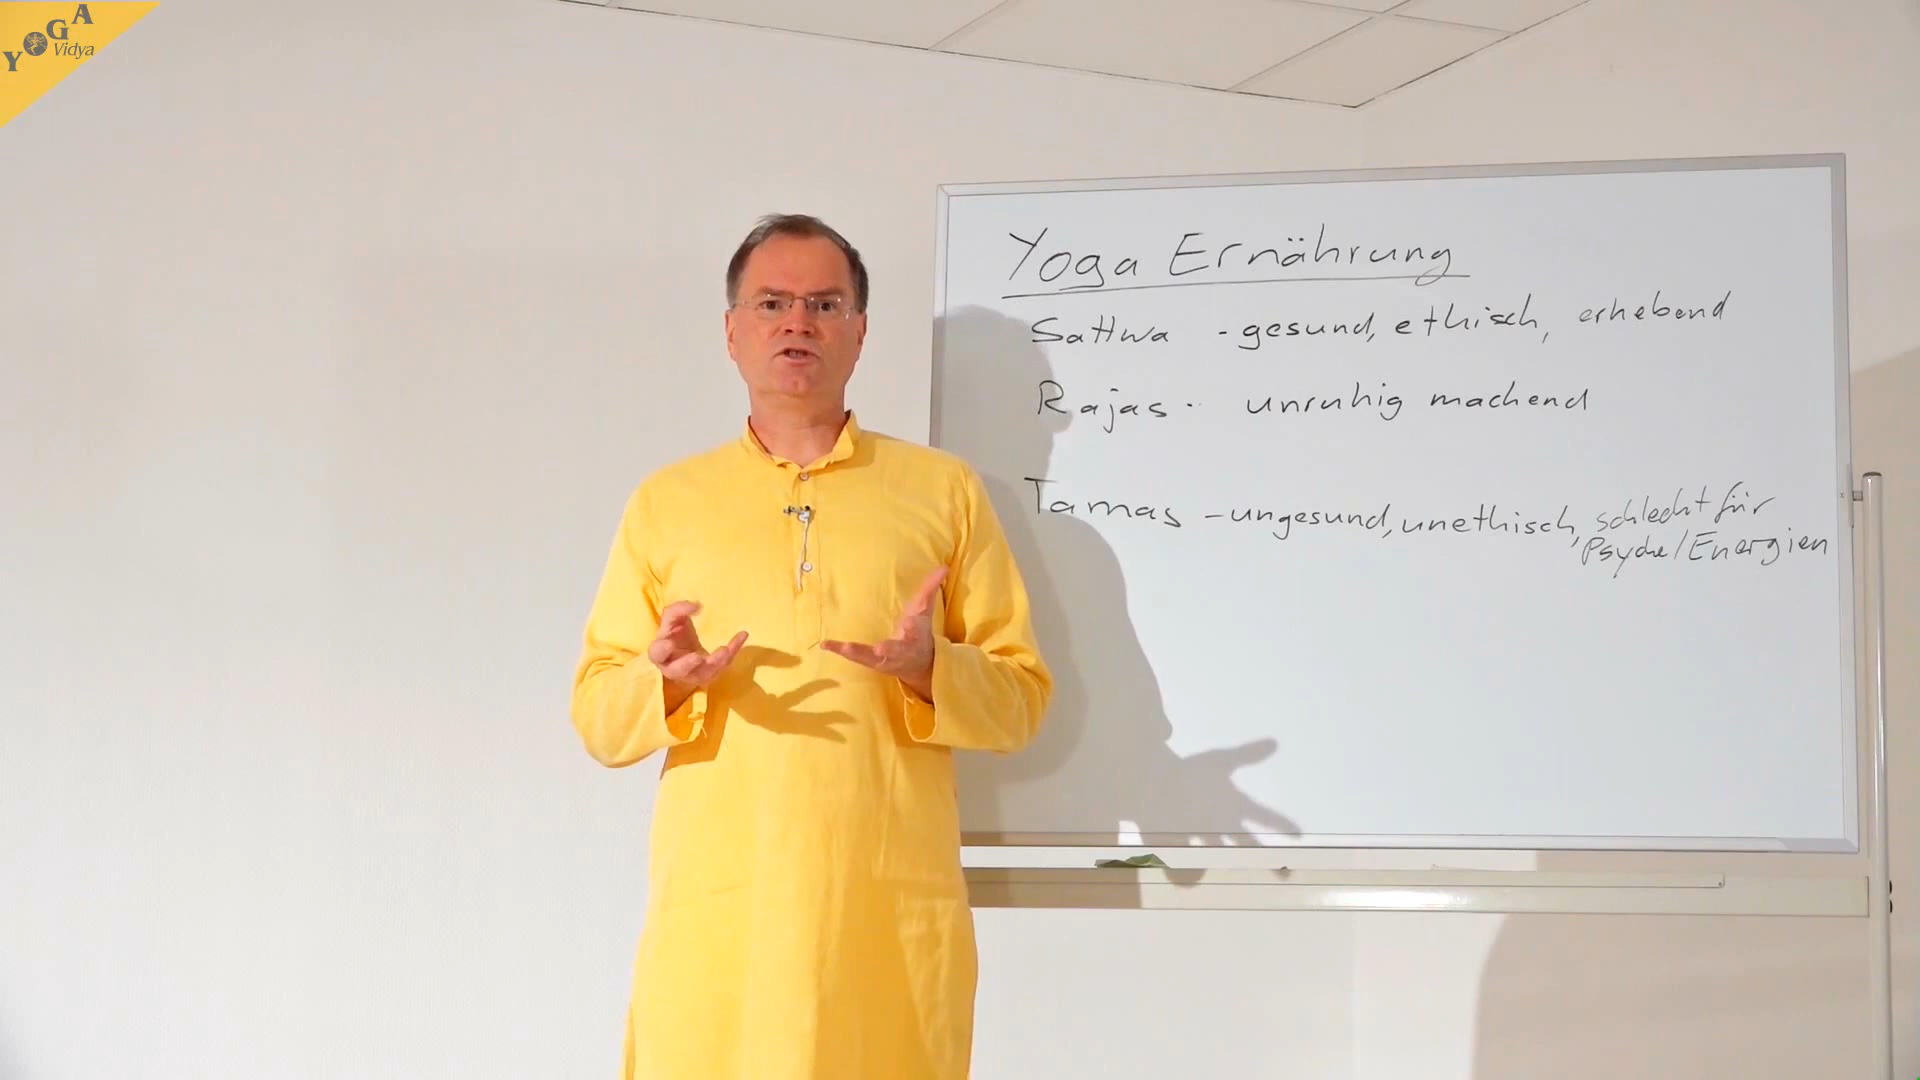 YOGA
Vidya
Yoga Ernährung
Sattwa - gesund, ethisch, erhebend
Rajas - unruhig machend
Tamas - ungesund, unethisch, schlecht für
Psyche/Energien